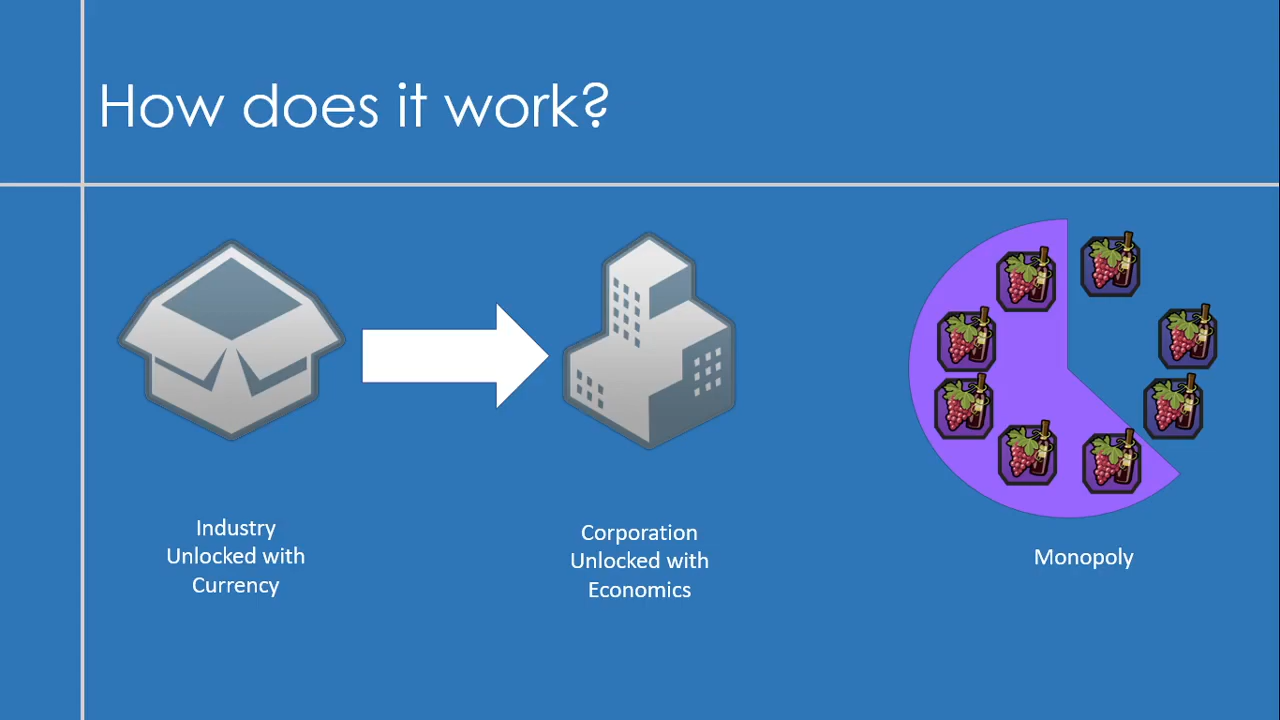 How does it work?
Industry
Unlocked with
Currency
Corporation
Unlocked with
Economics
Monopoly